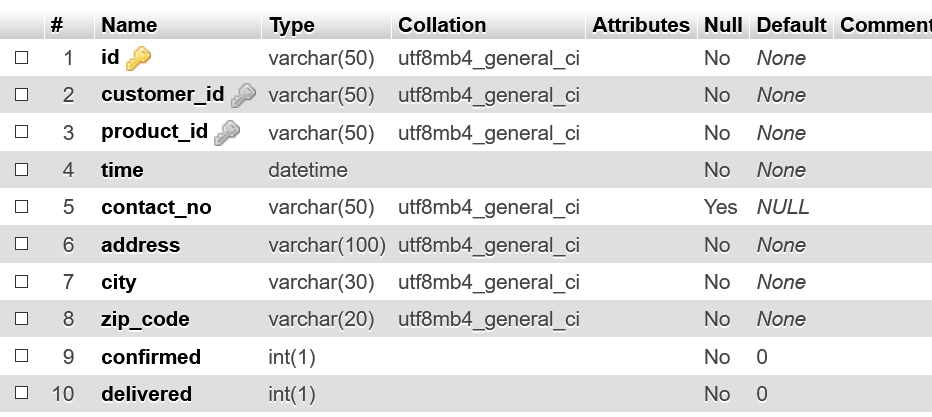 # Name Type Collation Attributes Null Default Comment
1 id varchar(50) utf8mb4_general_ci No None
2 customer_id varchar(50) utf8mb4_general_ci No None
3 product_id varchar(50) utf8mb4_general_ci No None
4 time datetime No None
5 contact_no varchar(50) utf8mb4_general_ci Yes NULL
6 address varchar(100) utf8mb4_general_ci No None
7 city varchar(30) utf8mb4_general_ci No None
8 zip_code varchar(20) utf8mb4_general_ci No None
9 confirmed int(1) No 0
10 delivered int(1) No 0